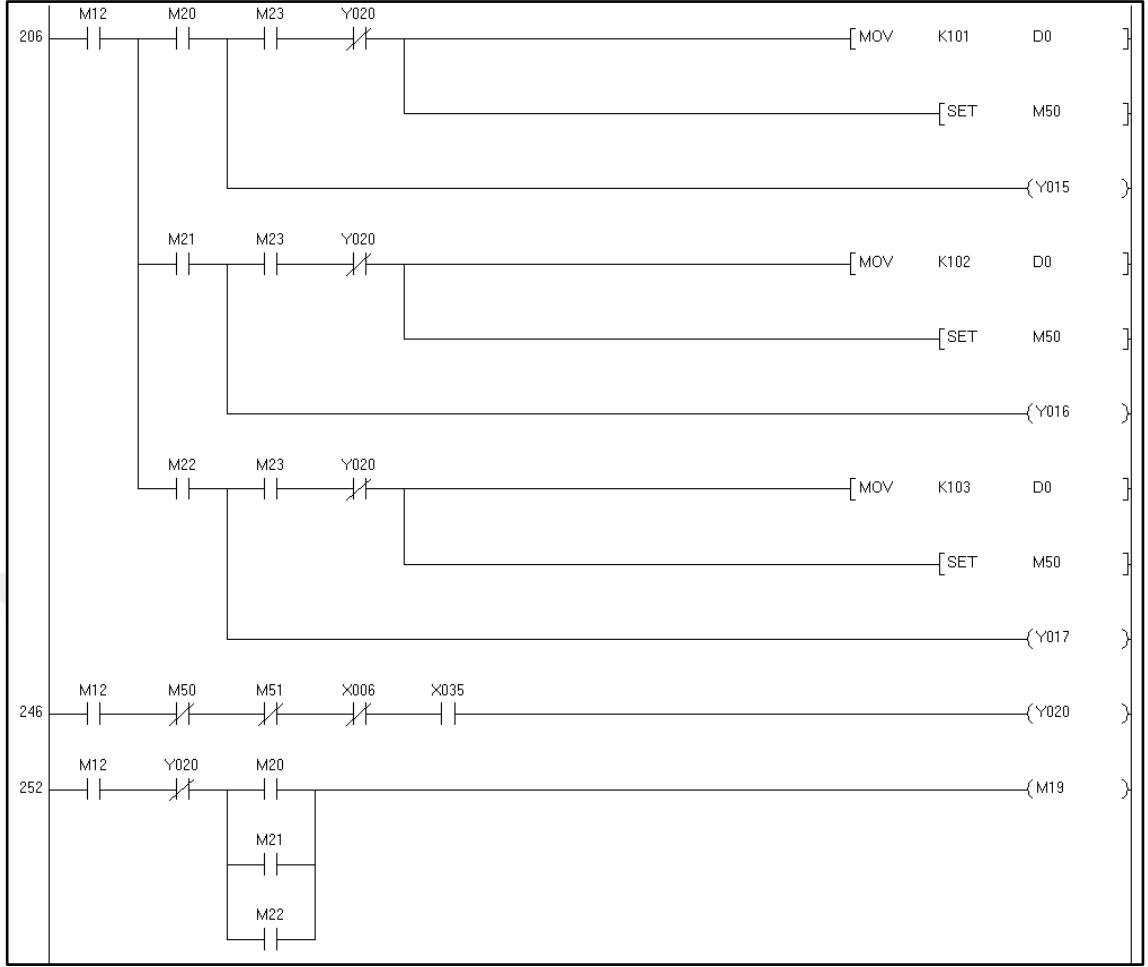 M12 M20 M23 Y020
206 [ MOV K101 D0 ]
[ SET M50 ]
( Y015 )
M21 M23 Y020
[ MOV K102 D0 ]
[ SET M50 ]
( Y016 )
M22 M23 Y020
[ MOV K103 D0 ]
[ SET M50 ]
( Y017 )
M12 M50 M51 X006 X035
246 ( Y020 )
M12 Y020 M20
252 ( M19 )
M21
M22